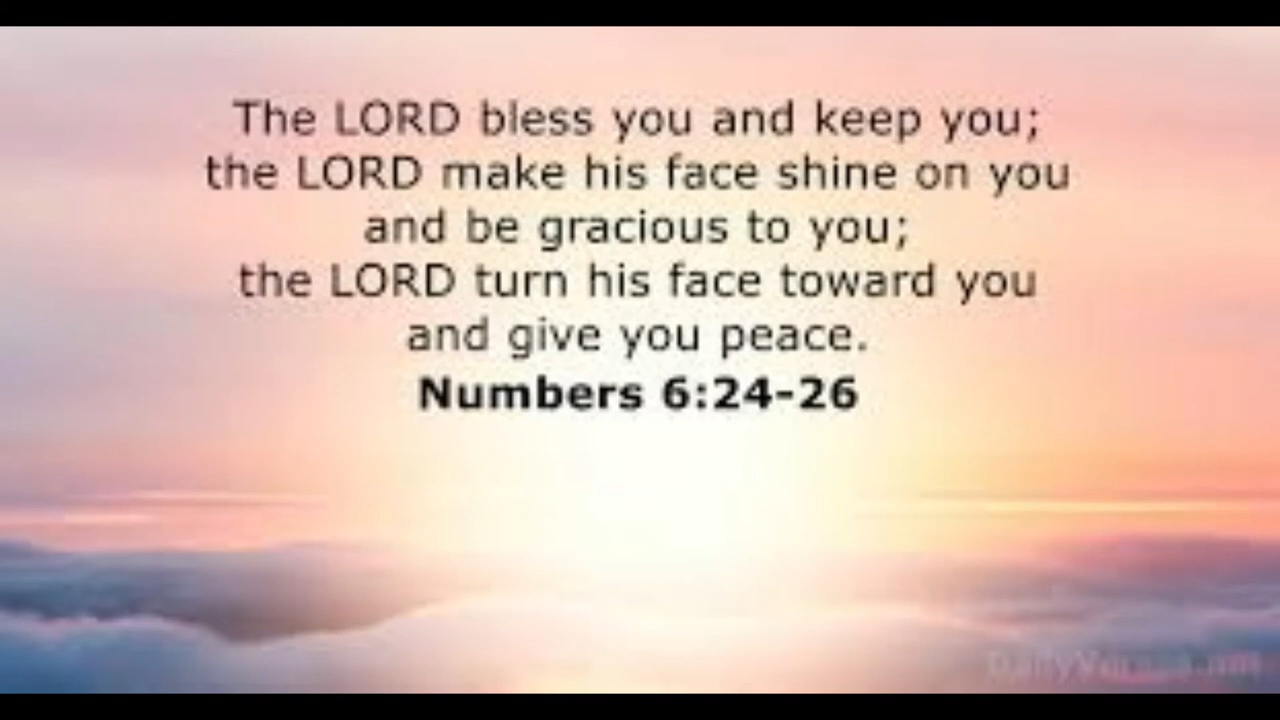 The LORD bless you and keep you;
the LORD make his face shine on you
and be gracious to you;
the LORD turn his face toward you
and give you peace.
Numbers 6:24-26